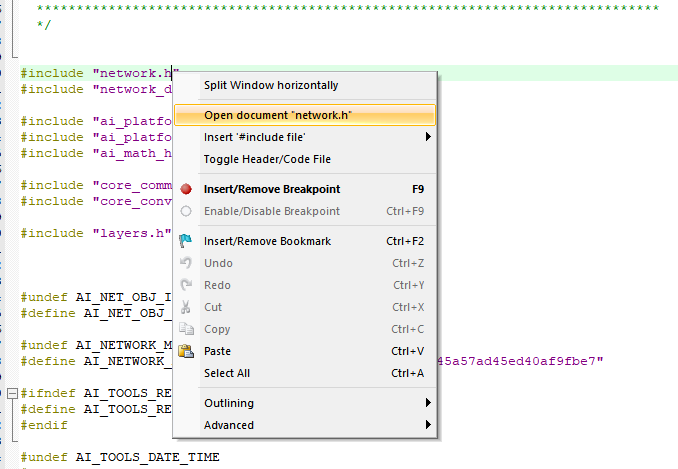 ******************************************************************************
*/
#include "network.h"
#include "network_d
#include "ai_platfo
#include "ai_platfo
#include "ai_math_h
#include "core_comm
#include "core_conv
#include "layers.h"
#undef AI_NET_OBJ_I
#define AI_NET_OBJ_
#undef AI_NETWORK_M
#define AI_NETWORK_ 45a57ad45ed40af9fbe7"
#ifndef AI_TOOLS_RE
#define AI_TOOLS_RE
#endif
#undef AI_TOOLS_DATE_TIME
Split Window horizontally
Open document "network.h"
Insert '#include file'
Toggle Header/Code File
Insert/Remove Breakpoint F9
Enable/Disable Breakpoint Ctrl+F9
Insert/Remove Bookmark Ctrl+F2
Undo Ctrl+Z
Redo Ctrl+Y
Cut Ctrl+X
Copy Ctrl+C
Paste Ctrl+V
Select All Ctrl+A
Outlining
Advanced